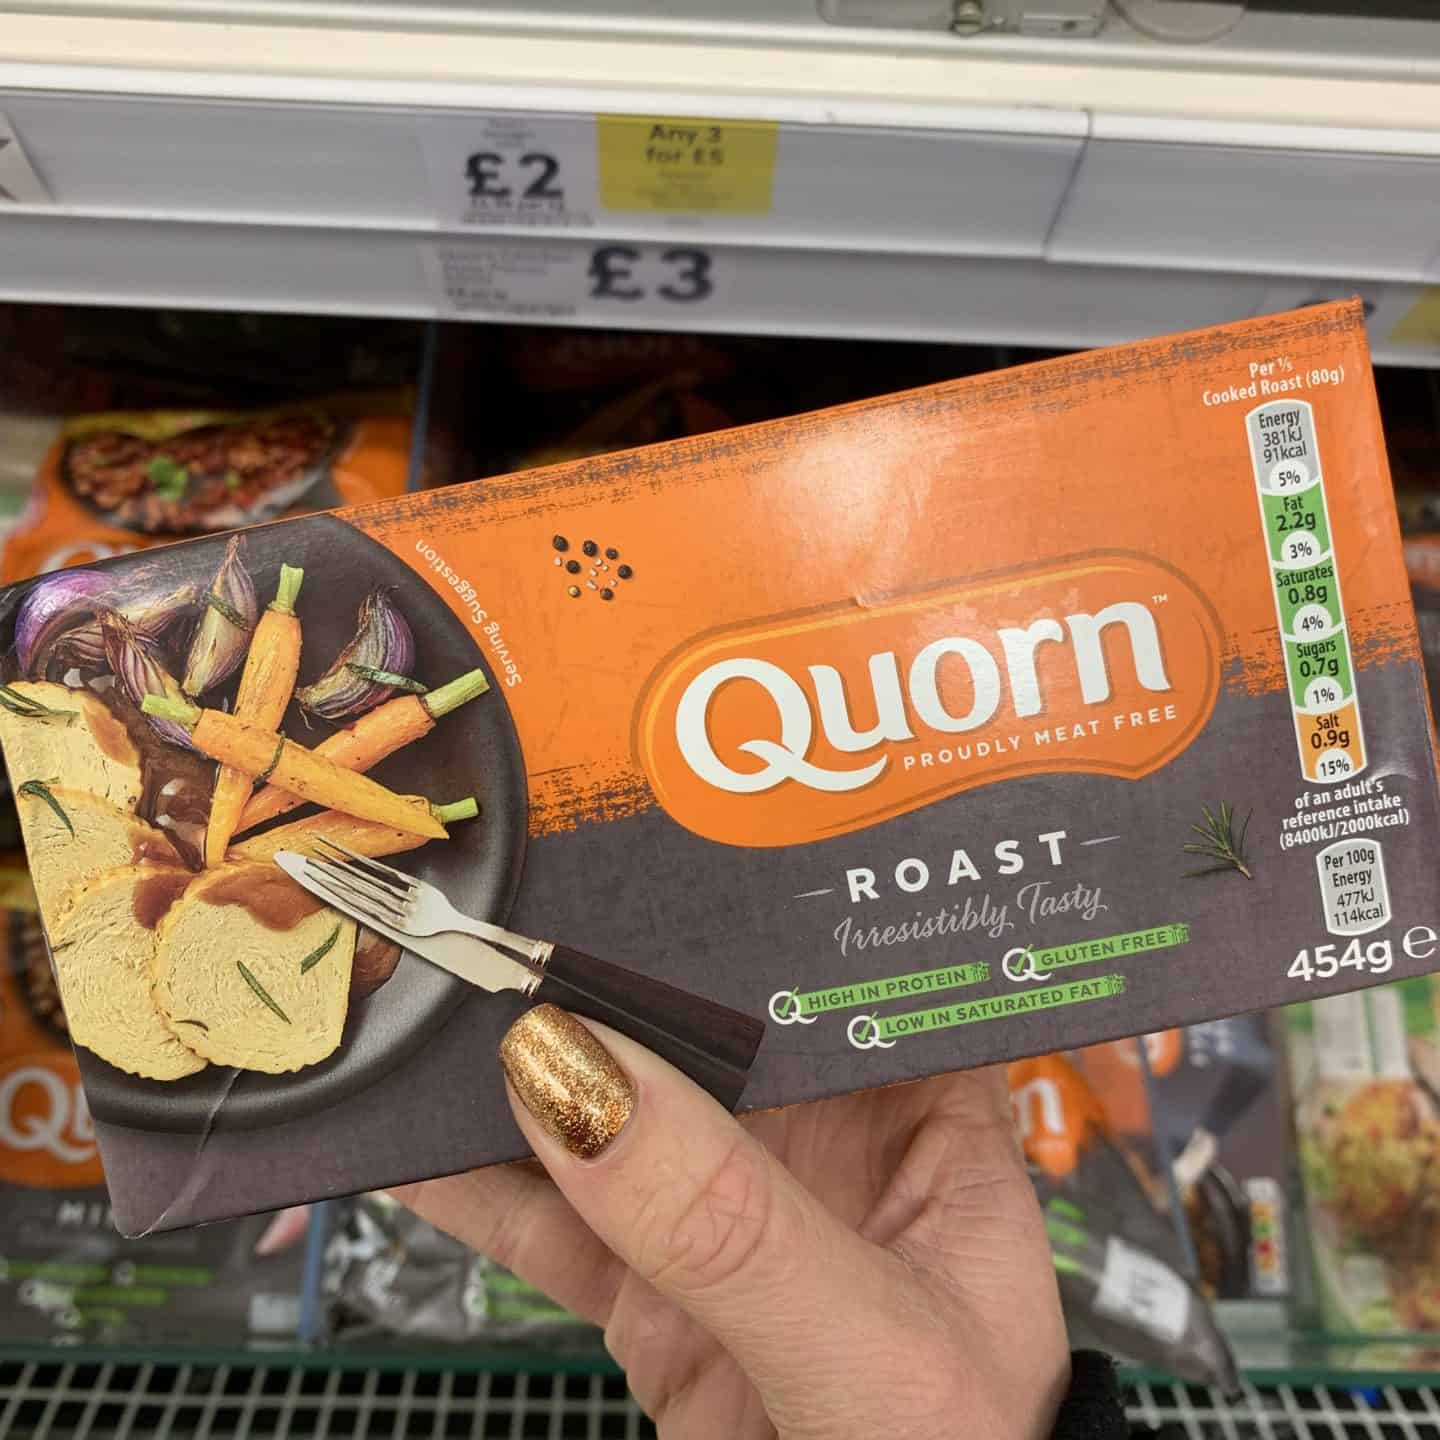 £2
Any 3
for £5
£3
Per 1/5
Cooked Roast (80g)
Energy
381kJ
91kcal
5%
Fat
2.2g
3%
Saturates
0.8g
4%
Sugars
0.7g
1%
Salt
0.9g
15%
of an adult's
reference intake
(8400kJ/2000kcal)
Per 100g
Energy
477kJ
114kcal
454g ℮
Serving Suggestion
Quorn™
PROUDLY MEAT FREE
ROAST
Irresistibly Tasty
HIGH IN PROTEIN
GLUTEN FREE
LOW IN SATURATED FAT